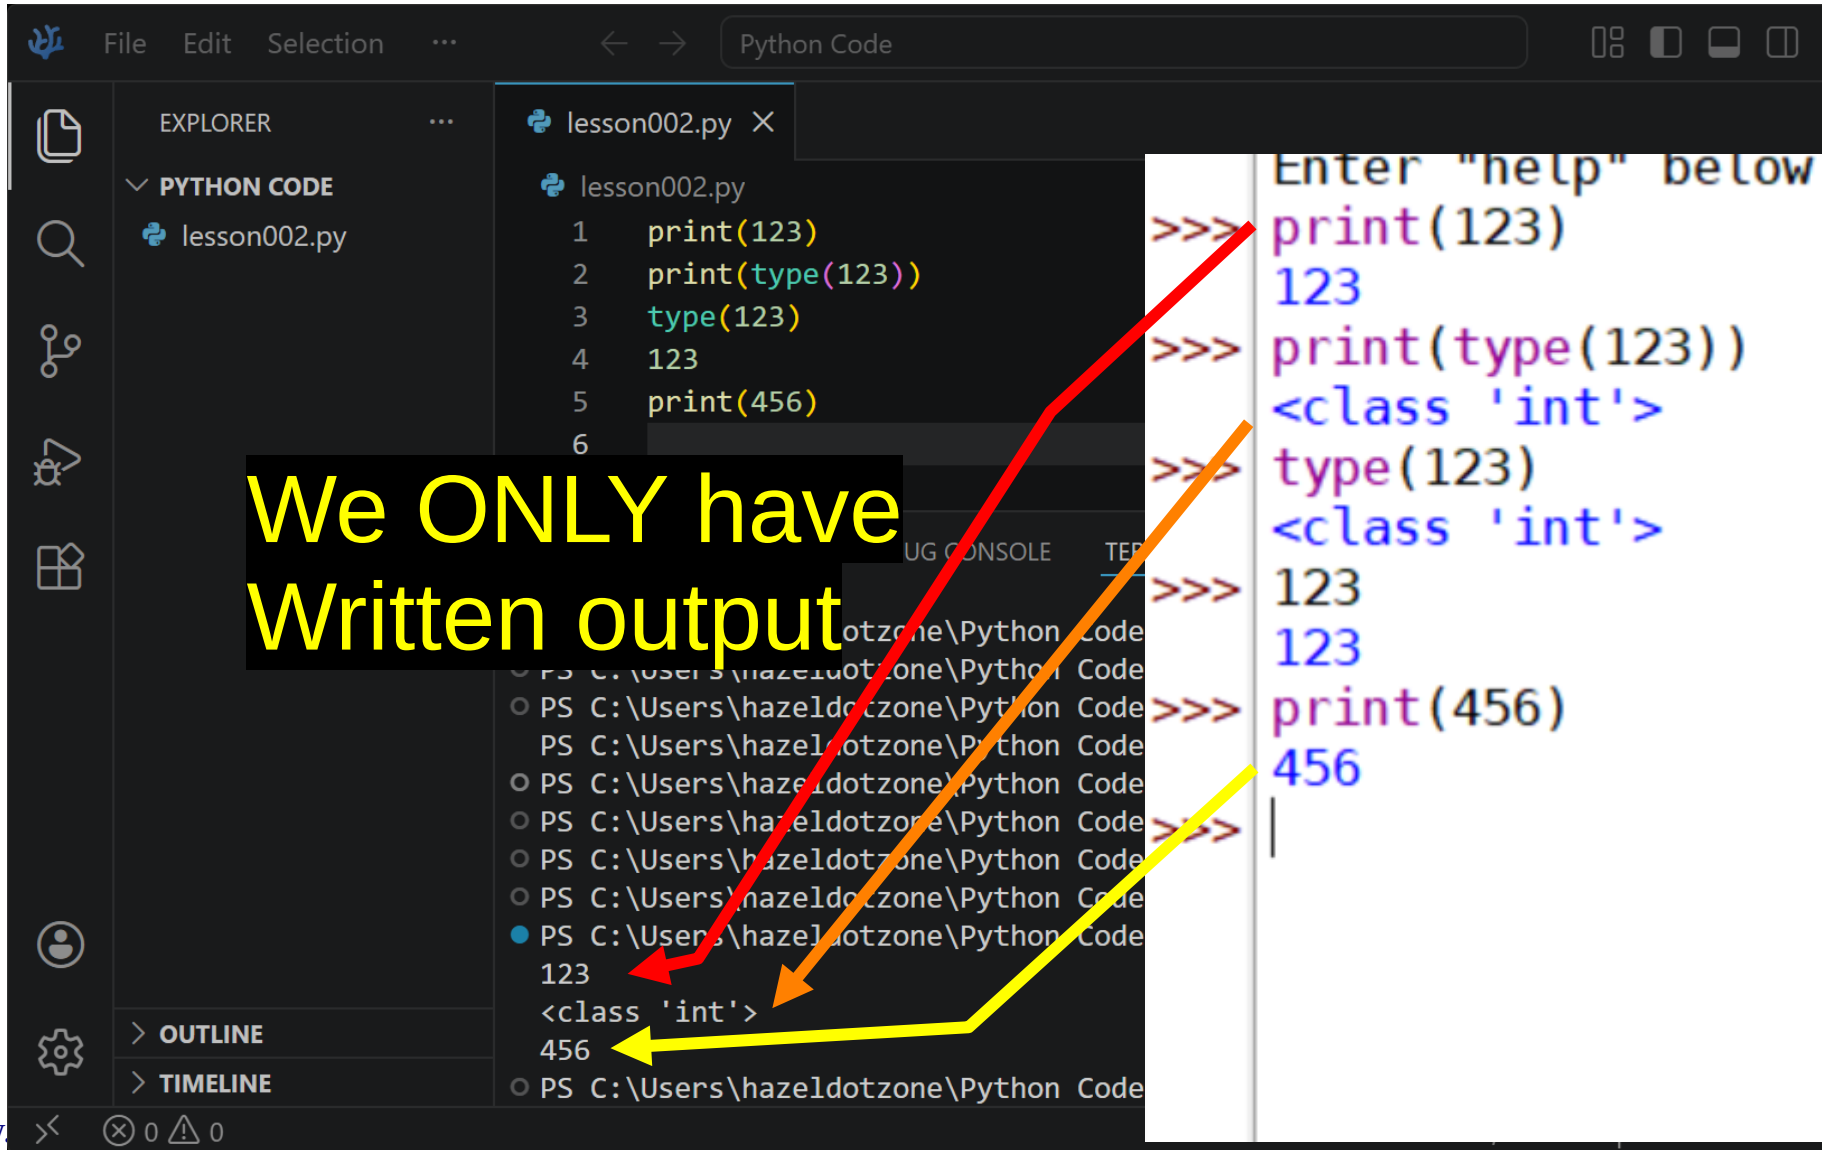 File Edit Selection ···
Python Code
EXPLORER ···
PYTHON CODE
lesson002.py
lesson002.py
lesson002.py
1 print(123)
2 print(type(123))
3 type(123)
4 123
5 print(456)
6
We ONLY have
Written output
UG CONSOLE
otzone\Python Code
PS C:\Users\hazeldotzone\Python Code
PS C:\Users\hazeldotzone\Python Code
PS C:\Users\hazeldotzone\Python Code
PS C:\Users\hazeldotzone\Python Code
PS C:\Users\hazeldotzone\Python Code
PS C:\Users\hazeldotzone\Python Code
PS C:\Users\hazeldotzone\Python Code
PS C:\Users\hazeldotzone\Python Code
123
<class 'int'>
456
PS C:\Users\hazeldotzone\Python Code
OUTLINE
TIMELINE
0 0
Enter "help" below
>>> print(123)
123
>>> print(type(123))
<class 'int'>
>>> type(123)
<class 'int'>
>>> 123
123
>>> print(456)
456
>>>